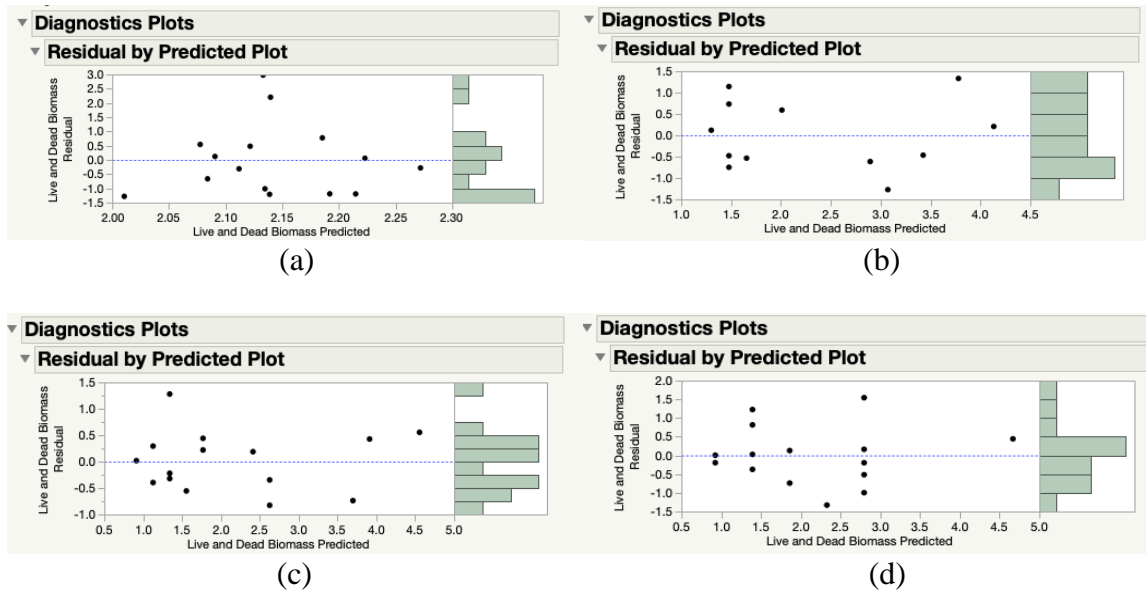 Diagnostics Plots
Residual by Predicted Plot
Live and Dead Biomass
Residual
3.0
2.5
2.0
1.5
1.0
0.5
0.0
-0.5
-1.0
-1.5
2.00 2.05 2.10 2.15 2.20 2.25 2.30
Live and Dead Biomass Predicted
(a)
Diagnostics Plots
Residual by Predicted Plot
Live and Dead Biomass
Residual
1.5
1.0
0.5
0.0
-0.5
-1.0
-1.5
1.0 1.5 2.0 2.5 3.0 3.5 4.0 4.5
Live and Dead Biomass Predicted
(b)
Diagnostics Plots
Residual by Predicted Plot
Live and Dead Biomass
Residual
1.5
0.5
0.0
-0.5
-1.0
0.5 1.0 1.5 2.0 2.5 3.0 3.5 4.0 4.5 5.0
Live and Dead Biomass Predicted
(c)
Diagnostics Plots
Residual by Predicted Plot
Live and Dead Biomass
Residual
2.0
1.5
1.0
0.5
0.0
-0.5
-1.0
-1.5
0.5 1.0 1.5 2.0 2.5 3.0 3.5 4.0 4.5 5.0
Live and Dead Biomass Predicted
(d)